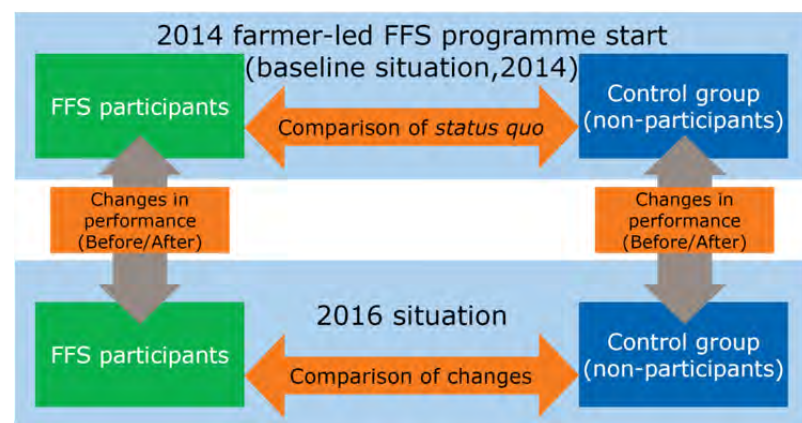 2014 farmer-led FFS programme start
(baseline situation,2014)
FFS participants
Comparison of status quo
Control group
(non-participants)
Changes in
performance
(Before/After)
Changes in
performance
(Before/After)
2016 situation
FFS participants
Comparison of changes
Control group
(non-participants)